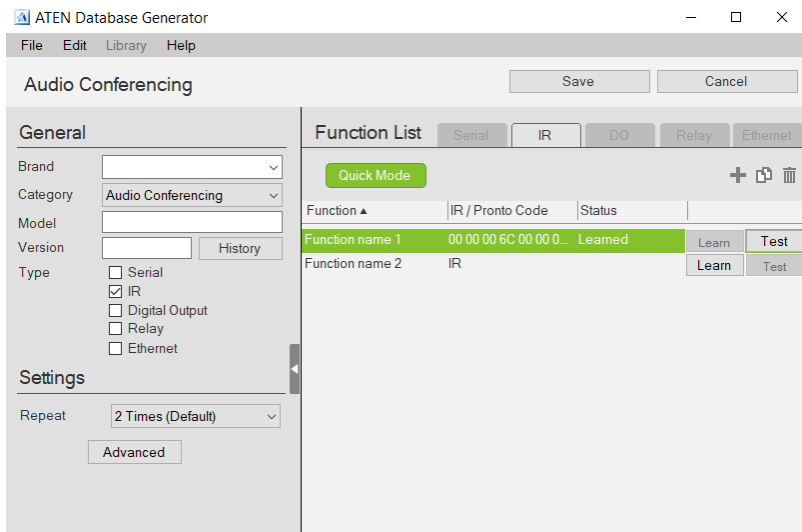 ATEN Database Generator
File Edit Library Help
Audio Conferencing
Save Cancel
General
Brand
Category Audio Conferencing
Model
Version History
Type Serial
IR
Digital Output
Relay
Ethernet
Settings
Repeat 2 Times (Default)
Advanced
Function List Serial IR DO Relay Ethernet
Quick Mode
Function IR / Pronto Code Status
Function name 1 00 00 00 6C 00 00 0... Learned Learn Test
Function name 2 IR Learn Test